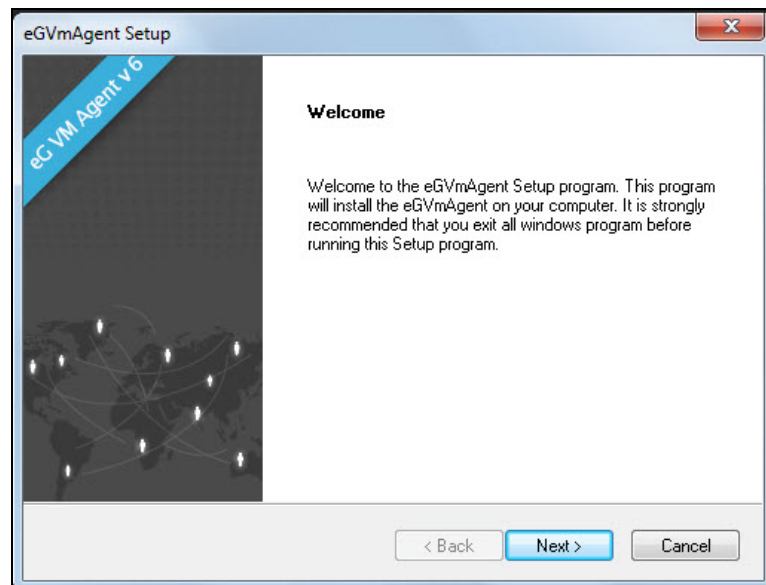 eGVmAgent Setup
eG VM Agent v 6
Welcome
Welcome to the eGVmAgent Setup program. This program
will install the eGVmAgent on your computer. It is strongly
recommended that you exit all windows program before
running this Setup program.
< Back
Next >
Cancel